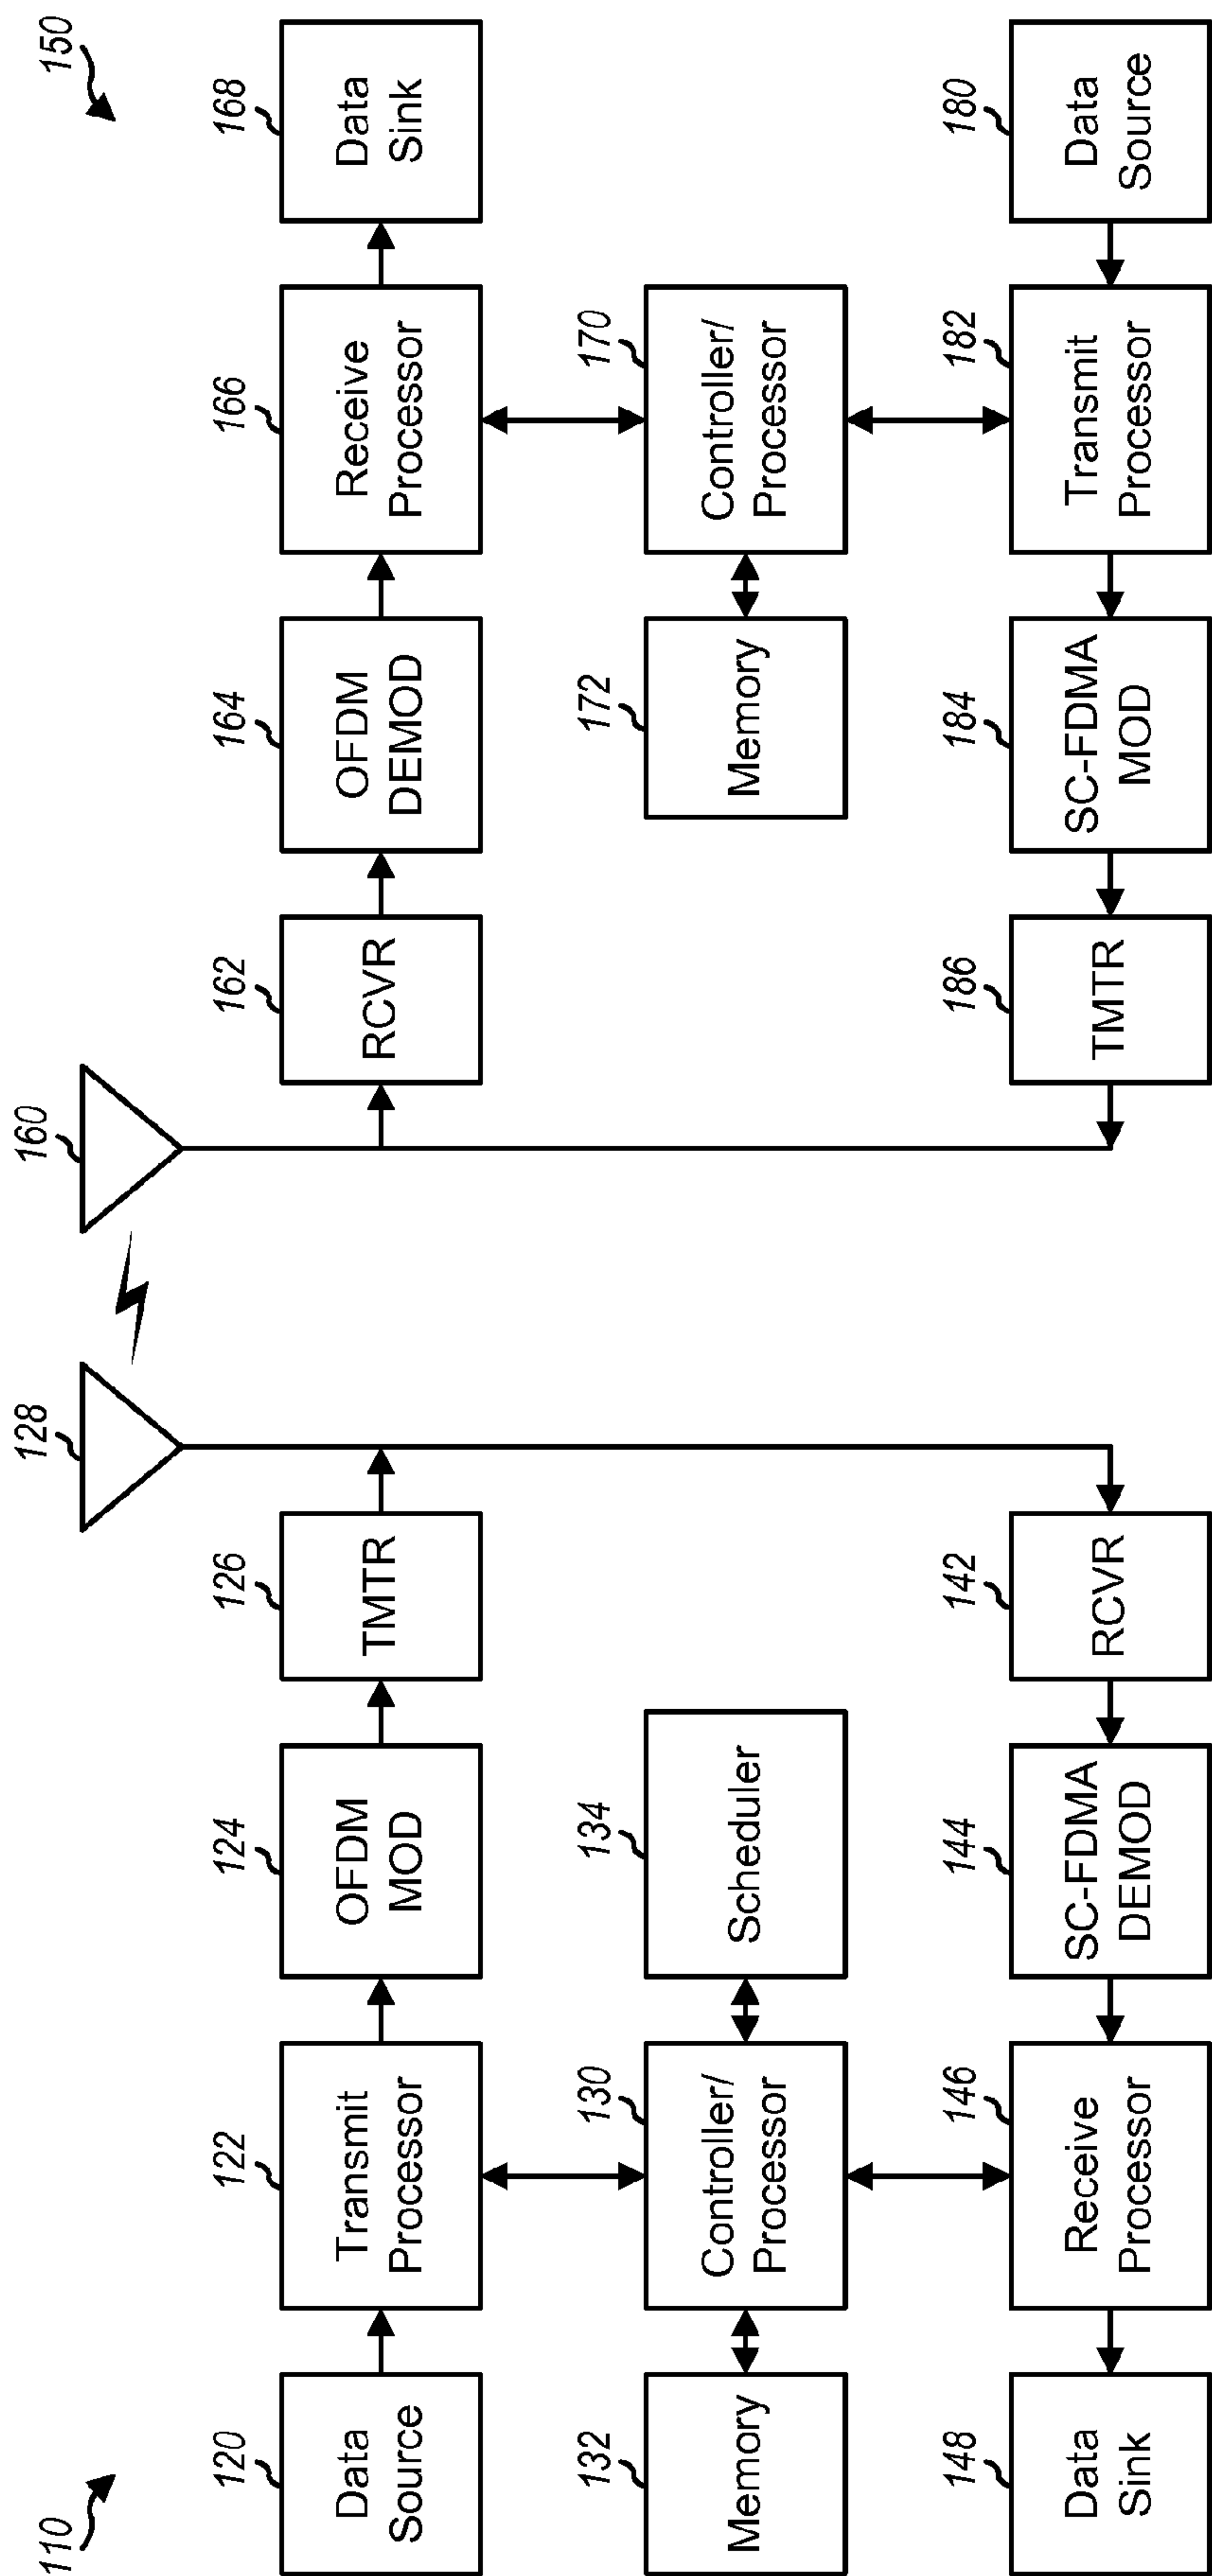 110
150
128
160
120
122
124
126
162
164
166
168
Data
Source
Transmit
Processor
OFDM
MOD
TMTR
RCVR
OFDM
DEMOD
Receive
Processor
Data
Sink
132
130
134
172
170
Memory
Controller/
Processor
Scheduler
Memory
Controller/
Processor
148
146
144
142
186
184
182
180
Data
Sink
Receive
Processor
SC-FDMA
DEMOD
RCVR
TMTR
SC-FDMA
MOD
Transmit
Processor
Data
Source